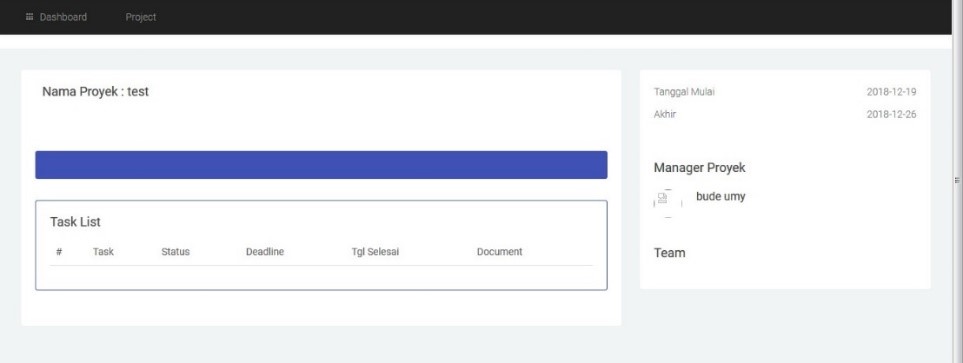 Dashboard Project
Nama Proyek : test
Task List
# Task Status Deadline Tgl Selesai Document
Tanggal Mulai 2018-12-19
Akhir 2018-12-26
Manager Proyek
bude umy
Team